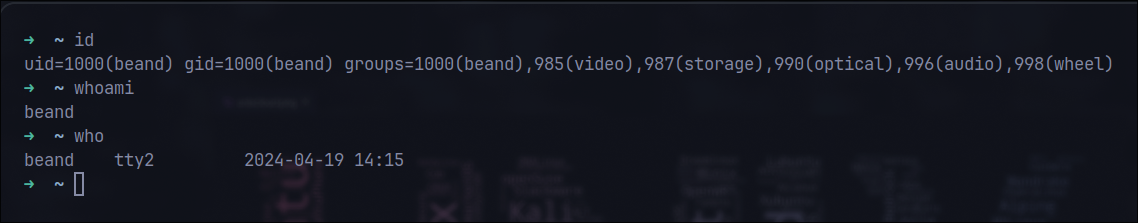 ➜ ~ id
uid=1000(beand) gid=1000(beand) groups=1000(beand),985(video),987(storage),990(optical),996(audio),998(wheel)
➜ ~ whoami
beand
➜ ~ who
beand    tty2         2024-04-19 14:15
➜ ~
Kali